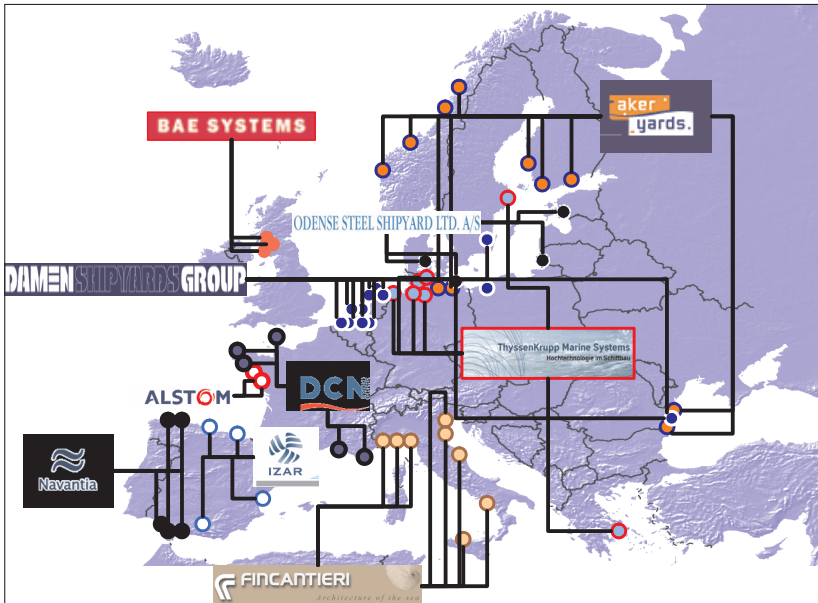 BAE SYSTEMS
aker
yards.
ODENSE STEEL SHIPYARD LTD. A/S
DAMEN SHIPYARDS GROUP
ThyssenKrupp Marine Systems
Hochtechnologie im Schiffbau
ALSTOM
DCN
IZAR
Navantia
FINCANTIERI
Architecture of the sea